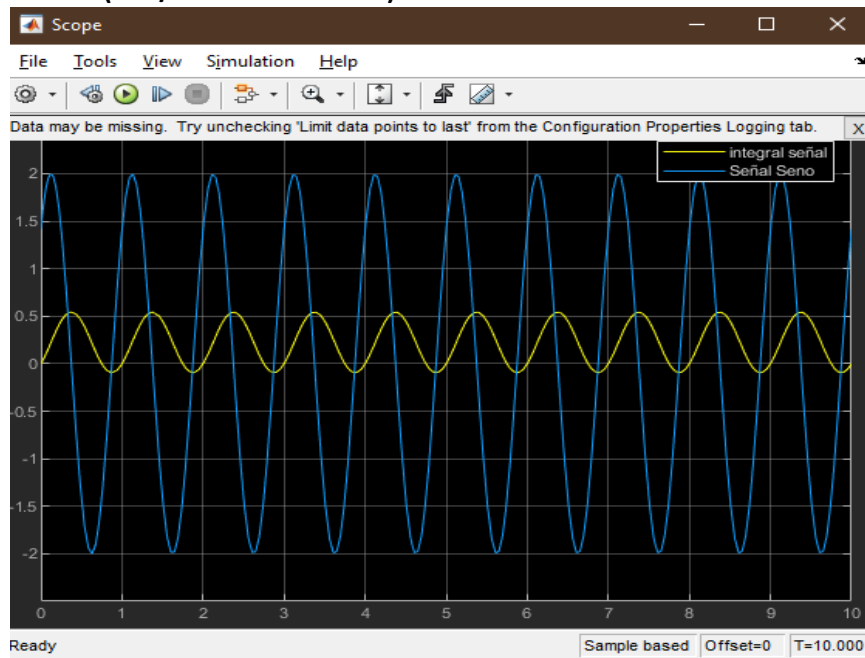 Scope
File Tools View Simulation Help
Data may be missing. Try unchecking 'Limit data points to last' from the Configuration Properties Logging tab. X
integral señal
Señal Seno
2
1.5
1
0.5
0
-0.5
-1
-1.5
-2
0 1 2 3 4 5 6 7 8 9 10
Ready Sample based Offset=0 T=10.000